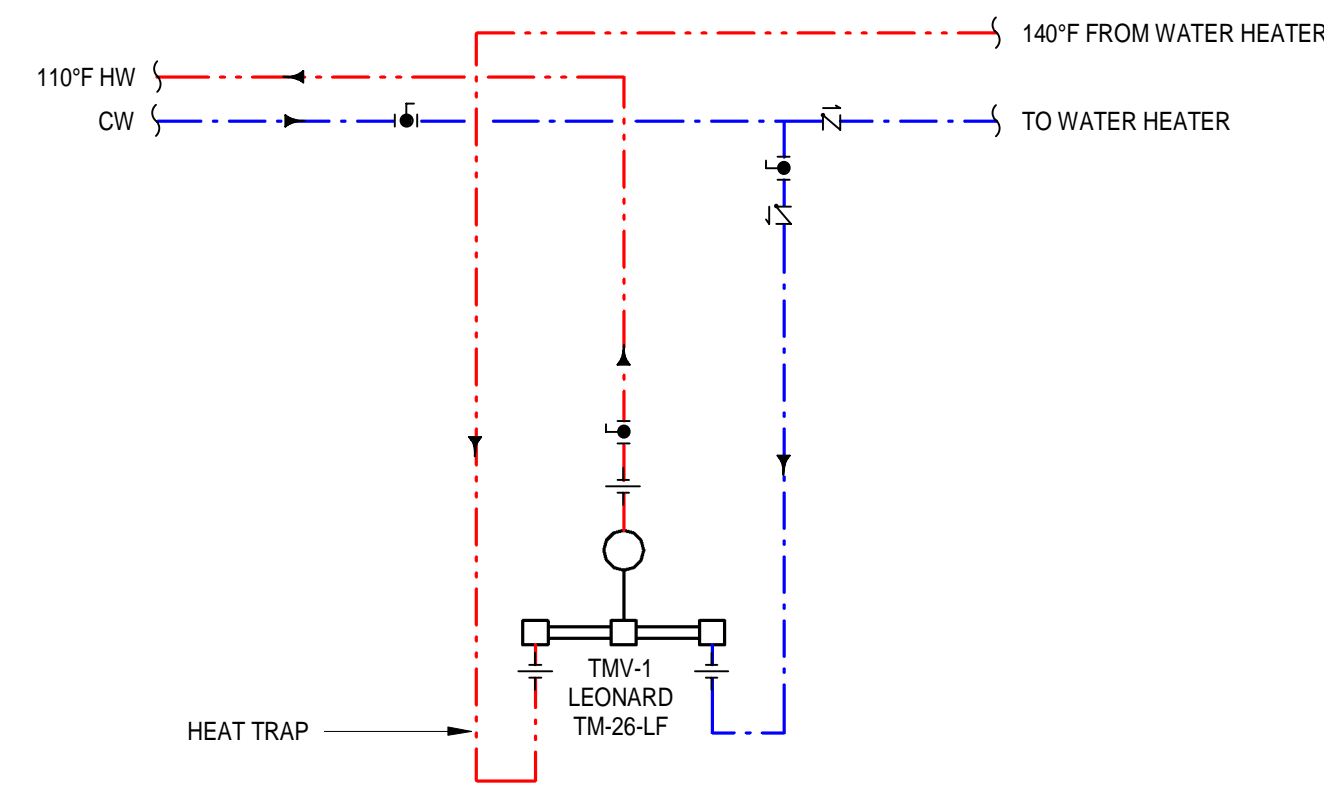 140°F FROM WATER HEATER
110°F HW
CW
TO WATER HEATER
TMV-1
LEONARD
TM-26-LF
HEAT TRAP